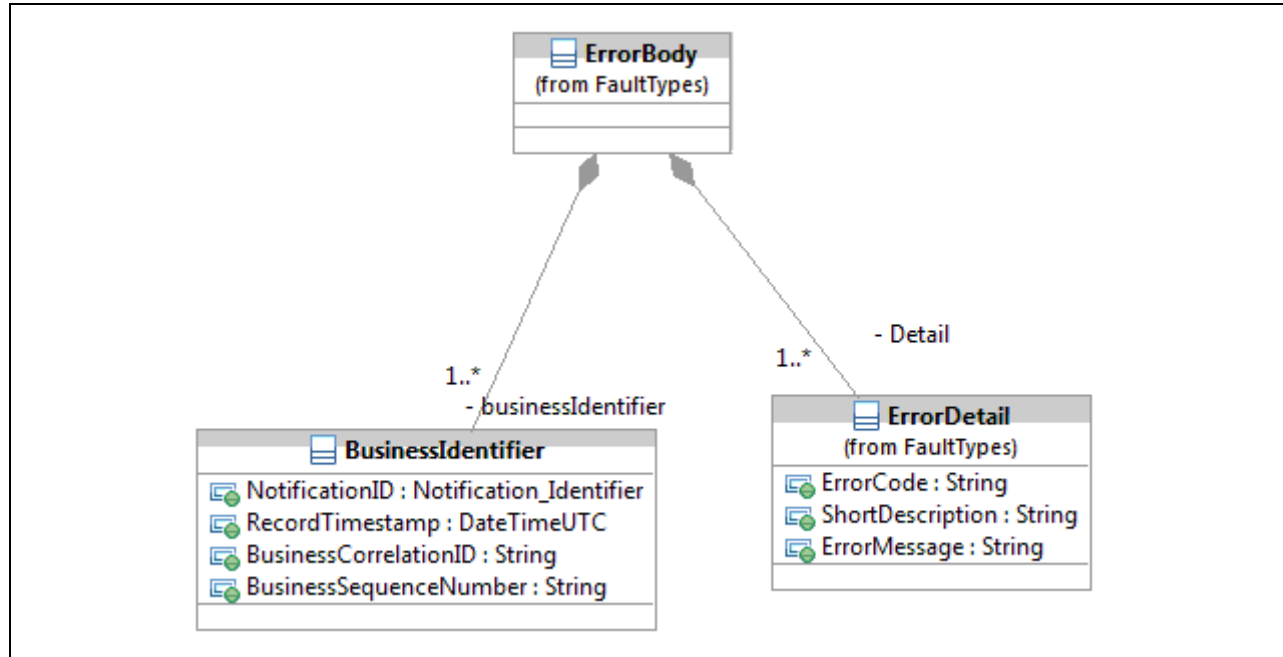 ErrorBody
(from FaultTypes)
- Detail
1..*
1..*
- businessIdentifier
ErrorDetail
(from FaultTypes)
ErrorCode : String
ShortDescription : String
ErrorMessage : String
BusinessIdentifier
NotificationID : Notification_Identifier
RecordTimestamp : DateTimeUTC
BusinessCorrelationID : String
BusinessSequenceNumber : String